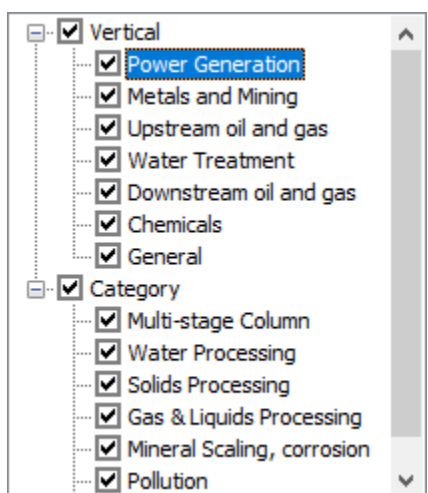 Vertical
Power Generation
Metals and Mining
Upstream oil and gas
Water Treatment
Downstream oil and gas
Chemicals
General
Category
Multi-stage Column
Water Processing
Solids Processing
Gas & Liquids Processing
Mineral Scaling, corrosion
Pollution